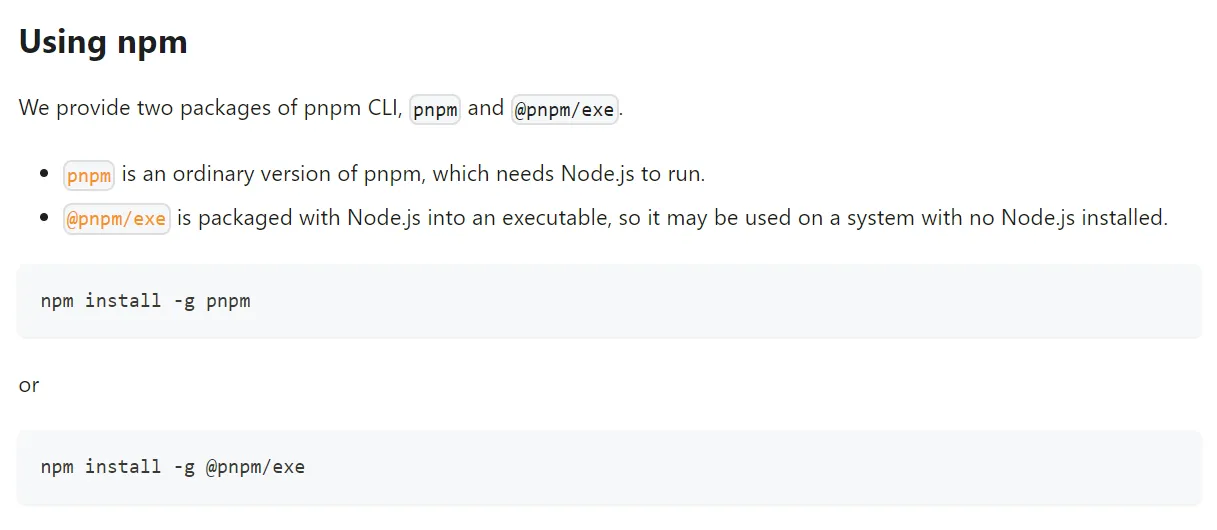 Using npm
We provide two packages of pnpm CLI, pnpm and @pnpm/exe.
• pnpm is an ordinary version of pnpm, which needs Node.js to run.
• @pnpm/exe is packaged with Node.js into an executable, so it may be used on a system with no Node.js installed.
npm install -g pnpm
or
npm install -g @pnpm/exe